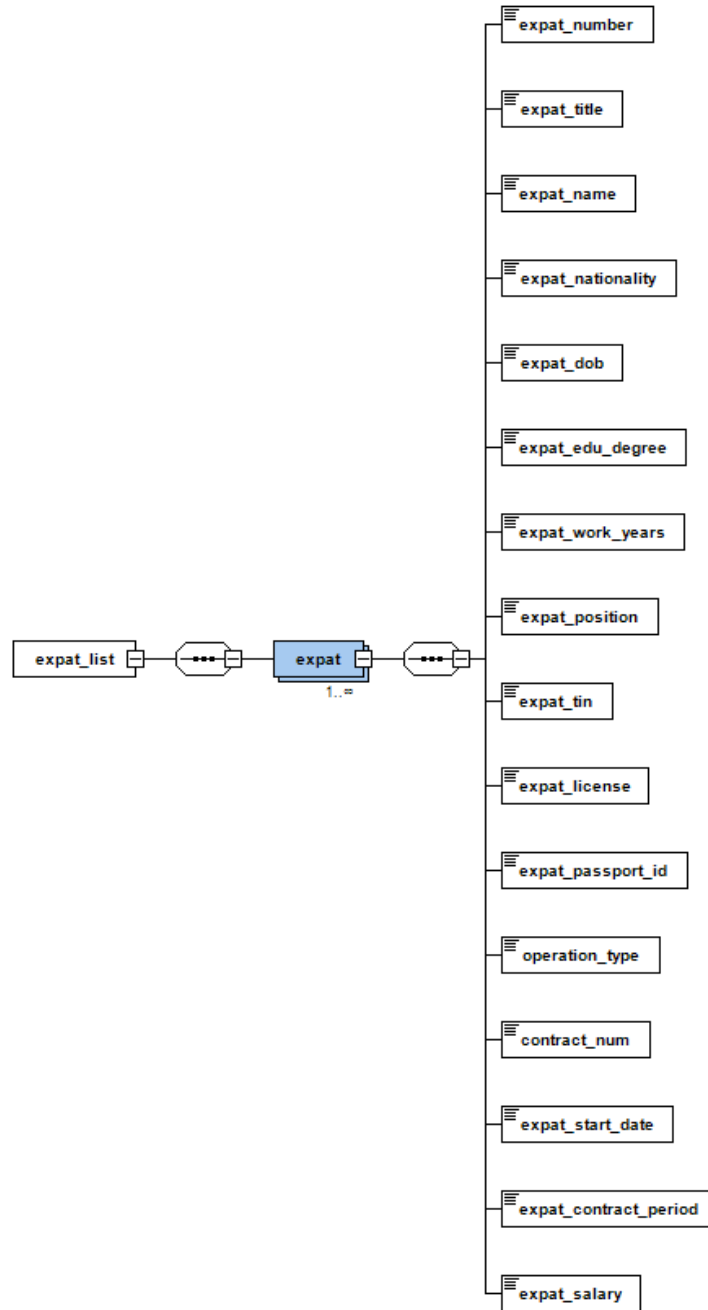 expat_number
expat_title
expat_name
expat_nationality
expat_dob
expat_edu_degree
expat_work_years
expat_position
expat_list
expat
1..∞
expat_tin
expat_license
expat_passport_id
operation_type
contract_num
expat_start_date
expat_contract_period
expat_salary